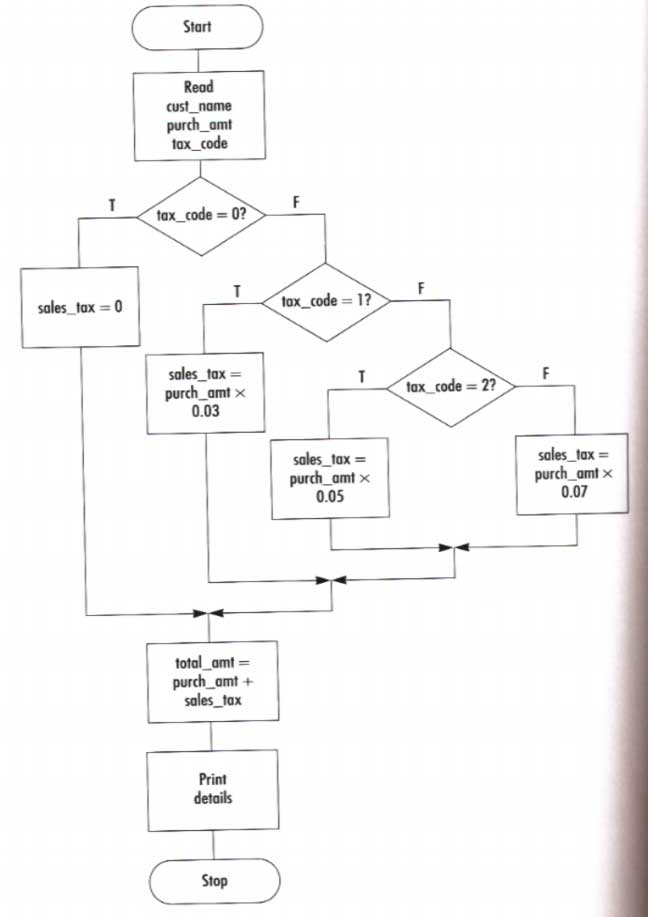 Start
Read
cust_name
purch_amt
tax_code
T
tax_code = 0?
F
sales_tax = 0
T
tax_code = 1?
F
sales_tax =
purch_amt ×
0.03
T
tax_code = 2?
F
sales_tax =
purch_amt ×
0.05
sales_tax =
purch_amt ×
0.07
total_amt =
purch_amt +
sales_tax
Print
details
Stop